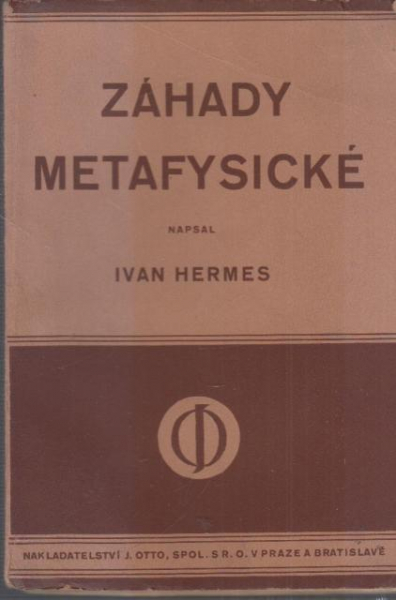 ZÁHADY
METAFYSICKÉ
NAPSAL
IVAN HERMES
NAKLADATELSTVÍ J. OTTO, SPOL. S R. O. V PRAZE A BRATISLAVĚ